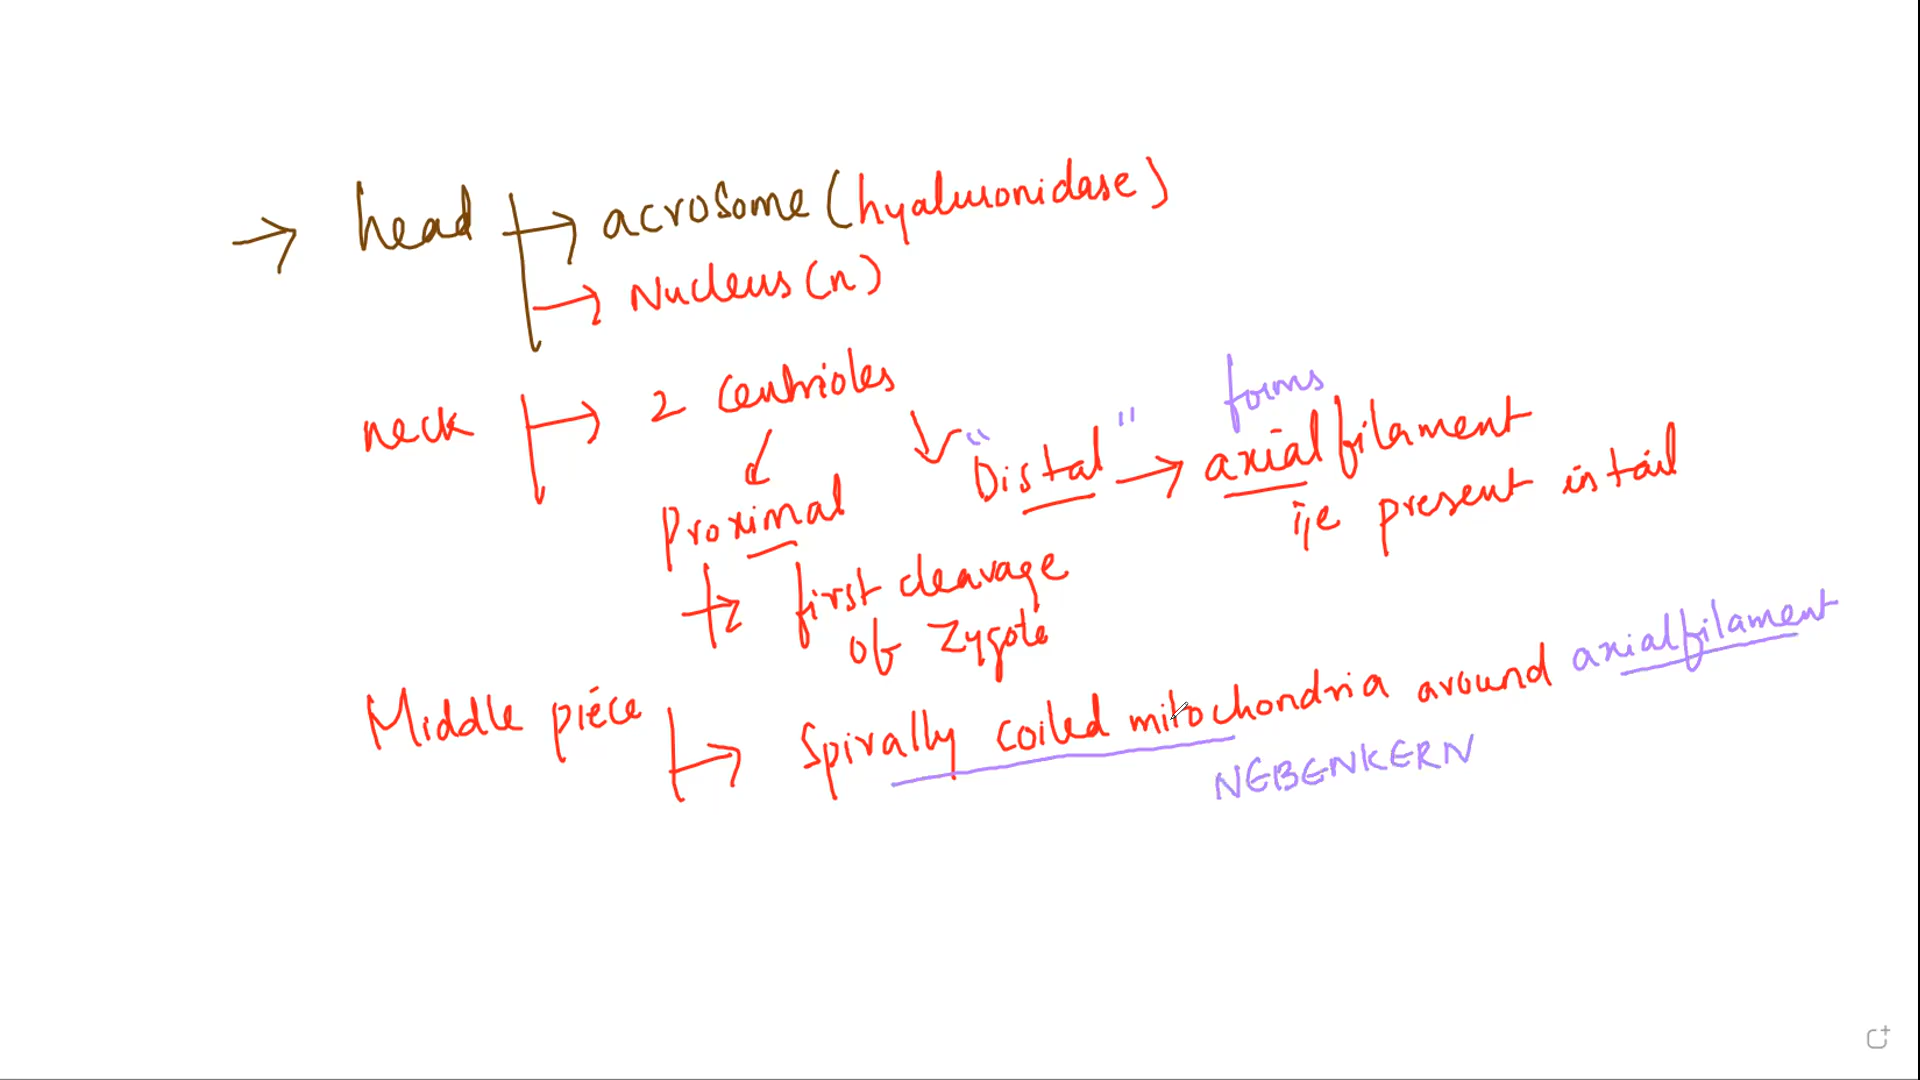 → head → acrosome (hyaluronidase)
→ Nucleus (n)
neck → 2 Centrioles
forms
"Distal" → axial filament
i,e present in tail
Proximal
→ first cleavage
of Zygote
Middle piece → Spirally coiled mitochondria around axial filament
NEBENKERN